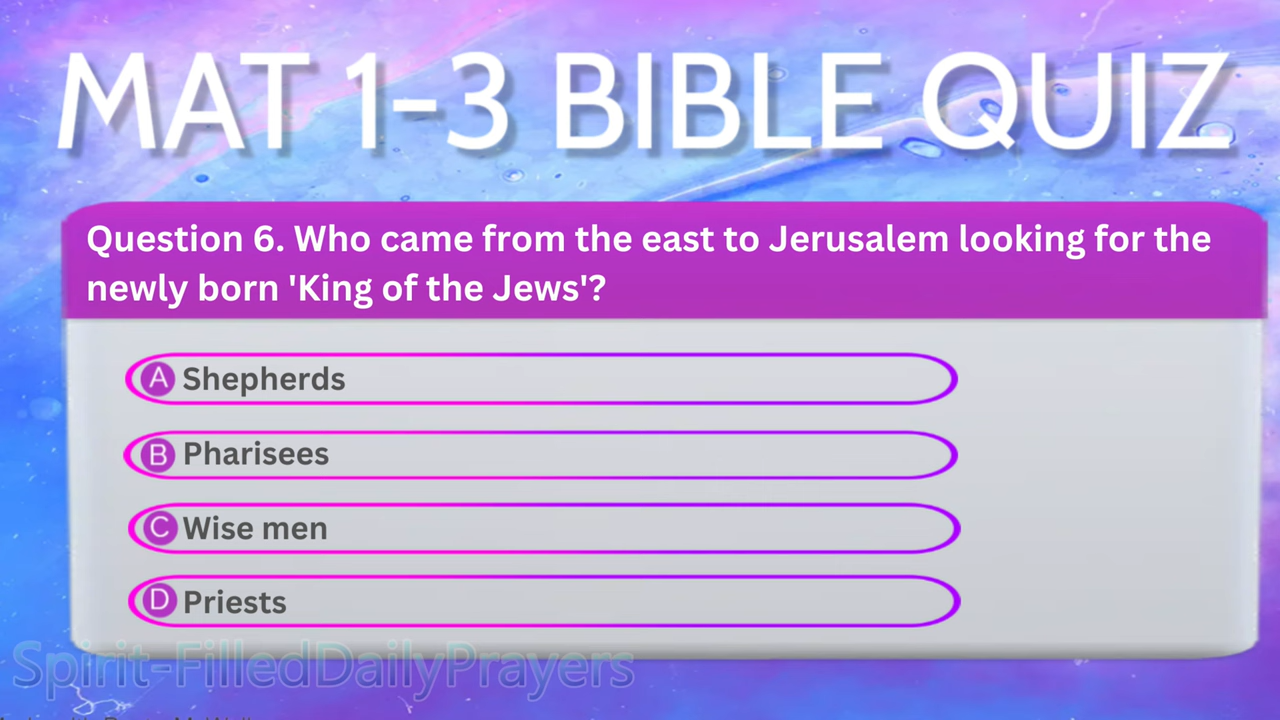 MAT 1-3 BIBLE QUIZ
Question 6. Who came from the east to Jerusalem looking for the
newly born 'King of the Jews'?
A Shepherds
B Pharisees
C Wise men
D Priests
Spirit-FilledDailyPrayers